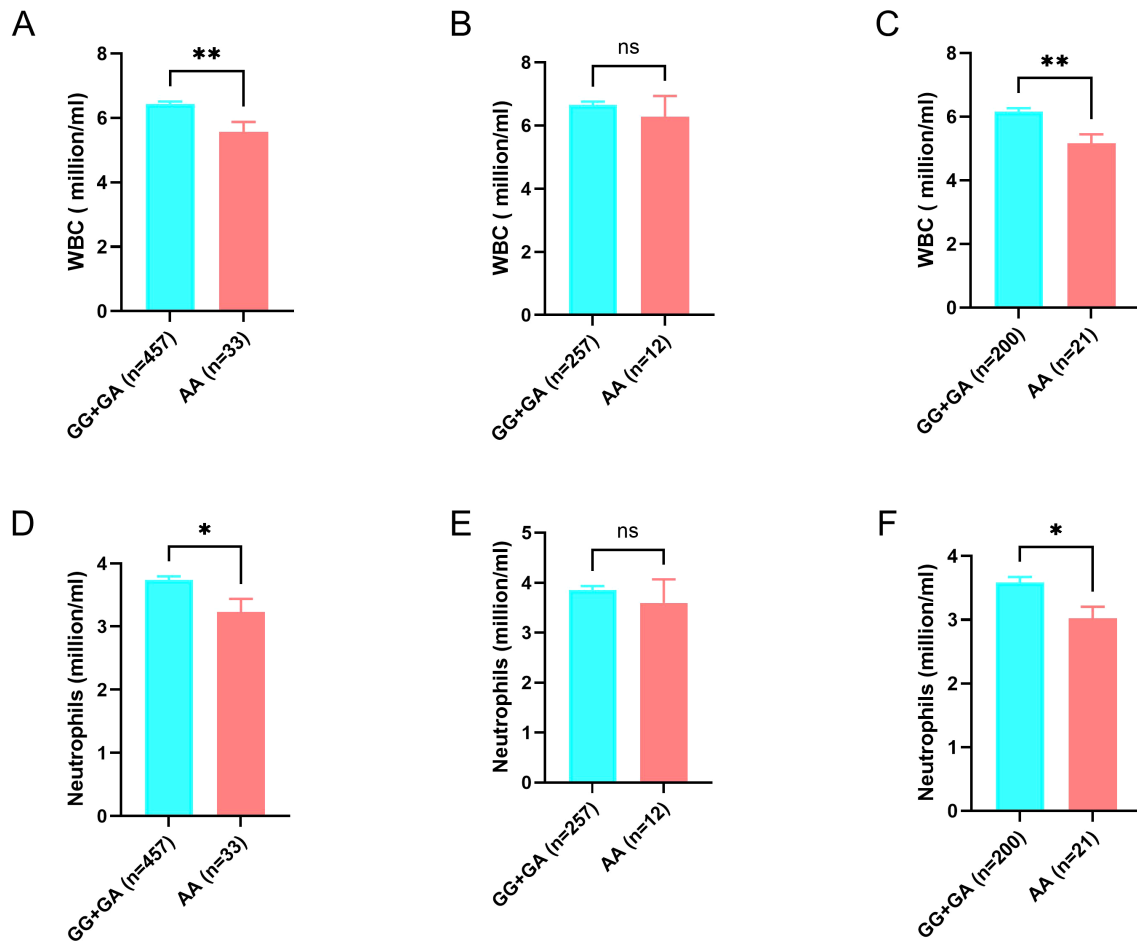 A
WBC ( million/ml)
8
6
4
2
0
**
GG+GA (n=457)
AA (n=33)
B
WBC ( million/ml)
8
6
4
2
0
ns
GG+GA (n=257)
AA (n=12)
C
WBC ( million/ml)
8
6
4
2
0
**
GG+GA (n=200)
AA (n=21)
D
Neutrophils (million/ml)
4
3
2
1
0
*
GG+GA (n=457)
AA (n=33)
E
Neutrophils (million/ml)
5
4
3
2
1
0
ns
GG+GA (n=257)
AA (n=12)
F
Neutrophils (million/ml)
4
3
2
1
0
*
GG+GA (n=200)
AA (n=21)